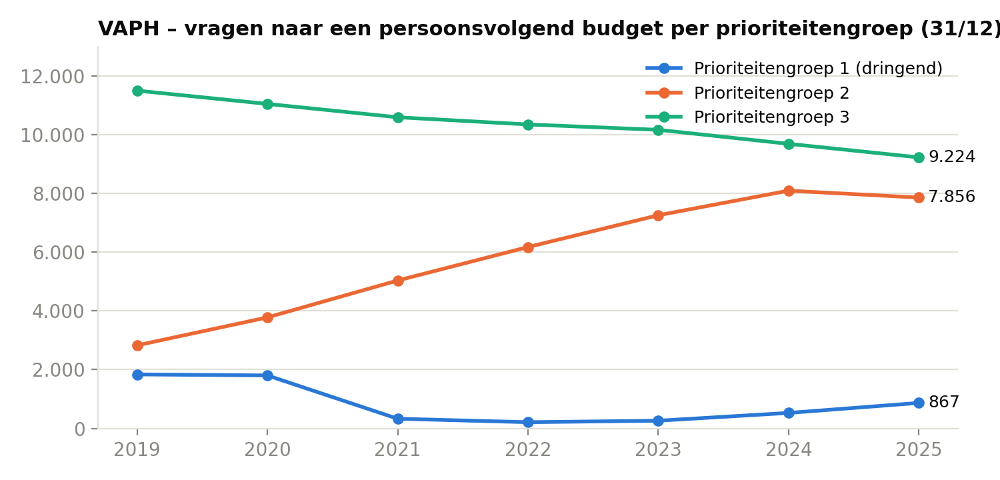 VAPH – vragen naar een persoonsvolgend budget per prioriteitengroep (31/12)
Prioriteitengroep 1 (dringend)
Prioriteitengroep 2
Prioriteitengroep 3
12.000
10.000
8.000
6.000
4.000
2.000
0
9.224
7.856
867
2019 2020 2021 2022 2023 2024 2025